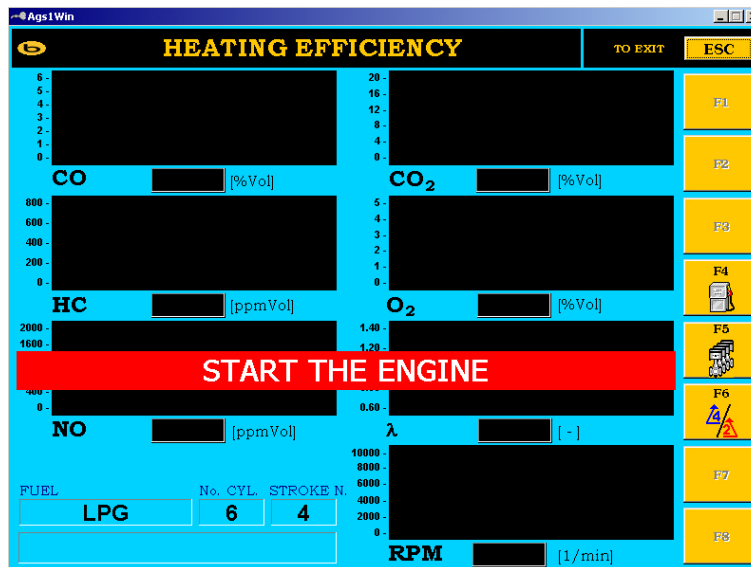 Ags1Win
HEATING EFFICIENCY
TO EXIT
ESC
6 -
5 -
4 -
3 -
2 -
1 -
0 -
CO
[%Vol]
20 -
16 -
12 -
8 -
4 -
0 -
CO₂
[%Vol]
F1
F2
F3
800 -
600 -
400 -
200 -
0 -
HC
[ppmVol]
5 -
4 -
3 -
2 -
1 -
0 -
O₂
[%Vol]
F4
2000 -
1600 -
START THE ENGINE
0 -
NO
[ppmVol]
1.40 -
1.20 -
0.60 -
λ
[ - ]
F5
F6
4/2
10000 -
8000 -
6000 -
4000 -
2000 -
0 -
RPM
[1/min]
FUEL
No. CYL.
STROKE N.
LPG
6
4
F7
F8